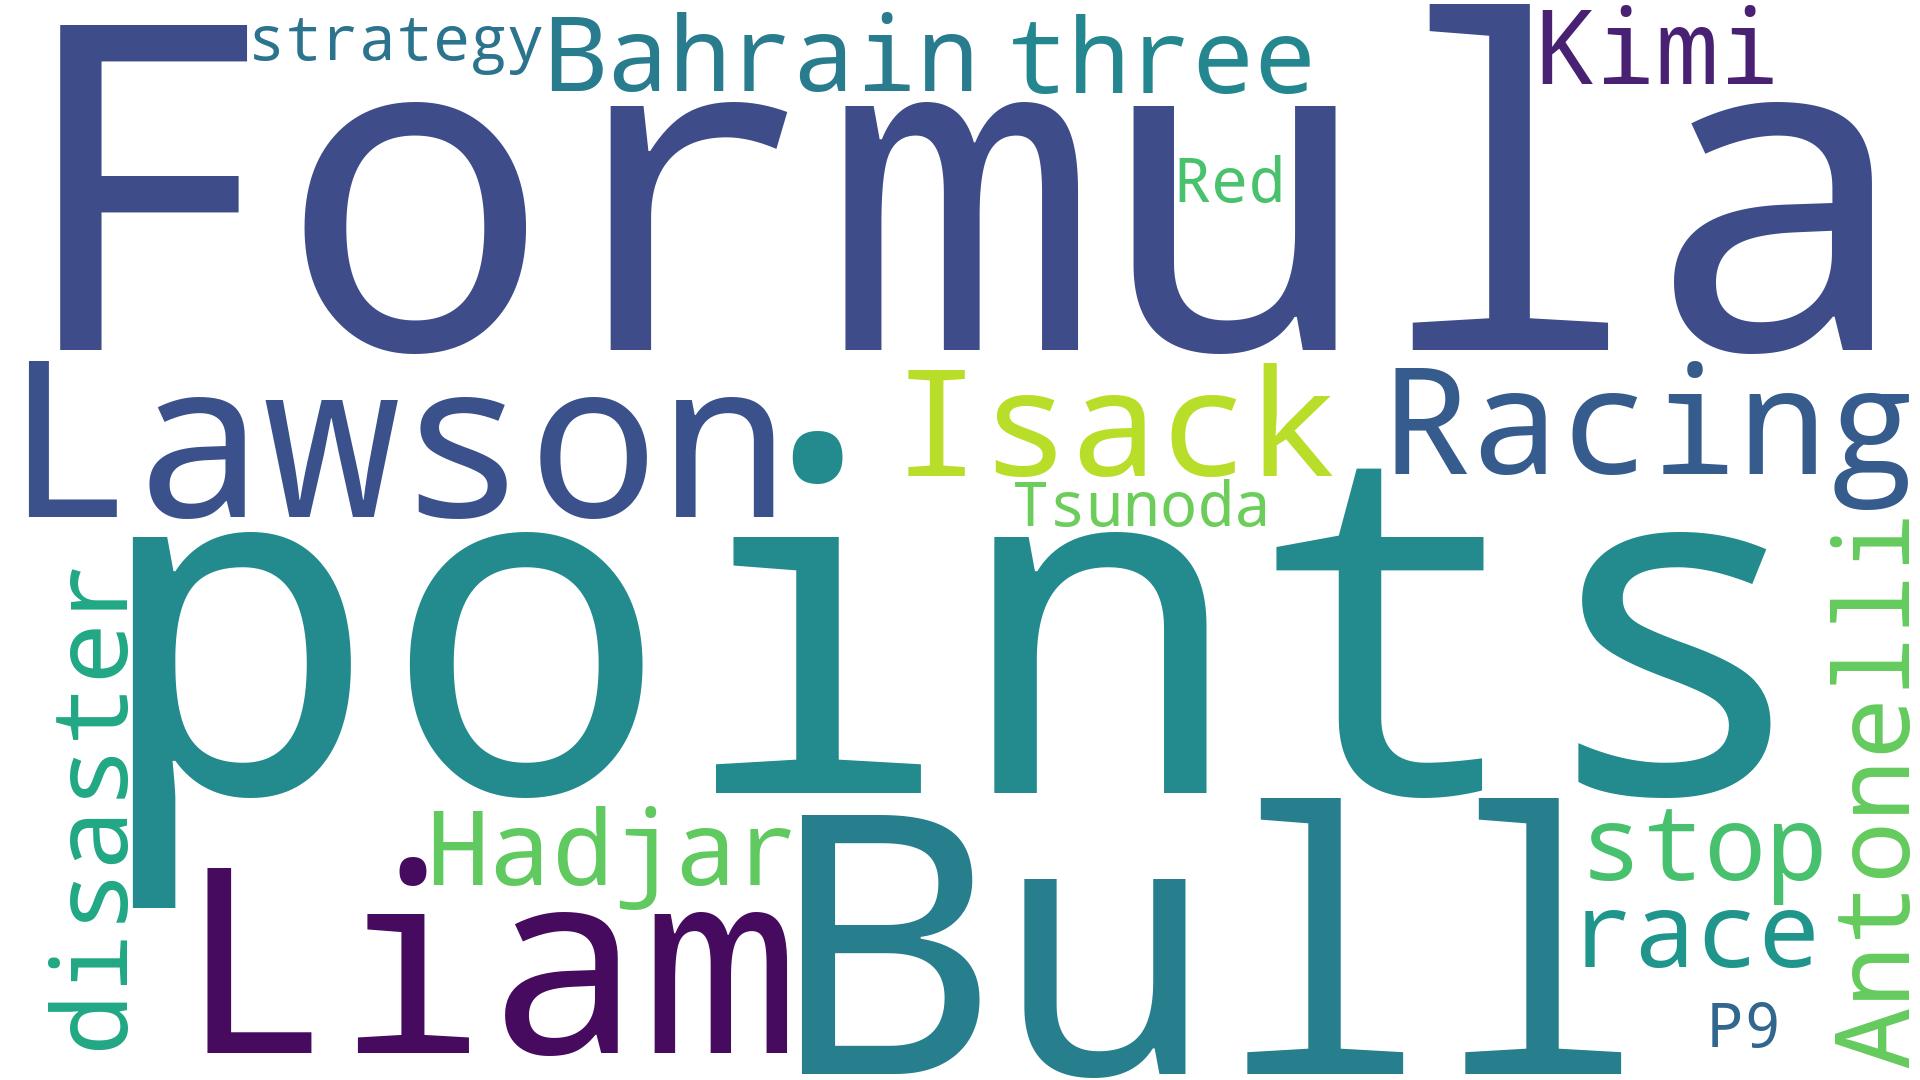 strategy Bahrain three Kimi
Formula
Red
Lawson Isack Racing
Tsunoda
points
disaster
Antonelli
Hadjar
stop
Liam Bull
race
P9